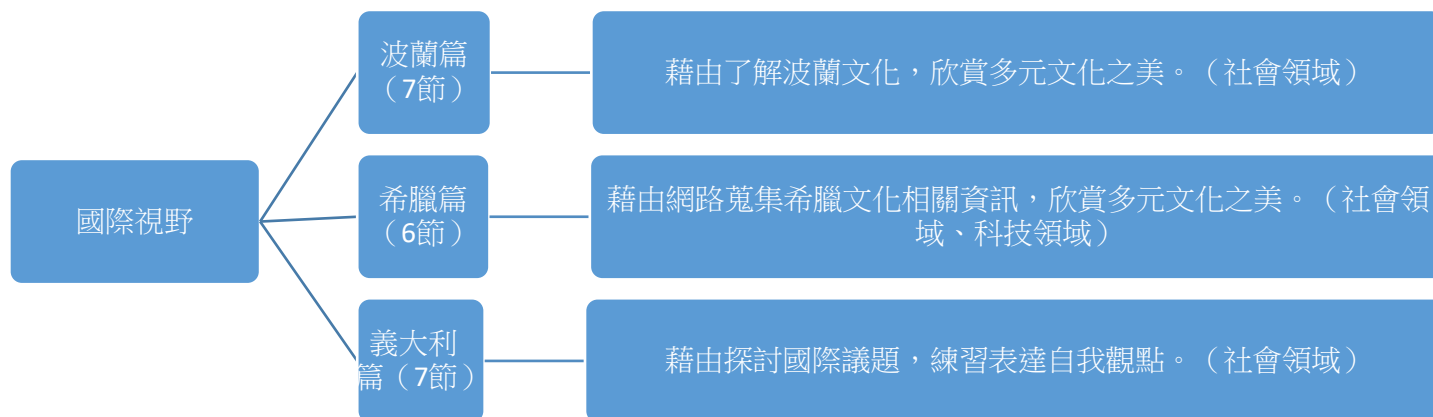 國際視野
波蘭篇
（7節）
藉由了解波蘭文化，欣賞多元文化之美。（社會領域）
希臘篇
（6節）
藉由網路蒐集希臘文化相關資訊，欣賞多元文化之美。（社會領
域、科技領域）
義大利
篇（7節）
藉由探討國際議題，練習表達自我觀點。（社會領域）